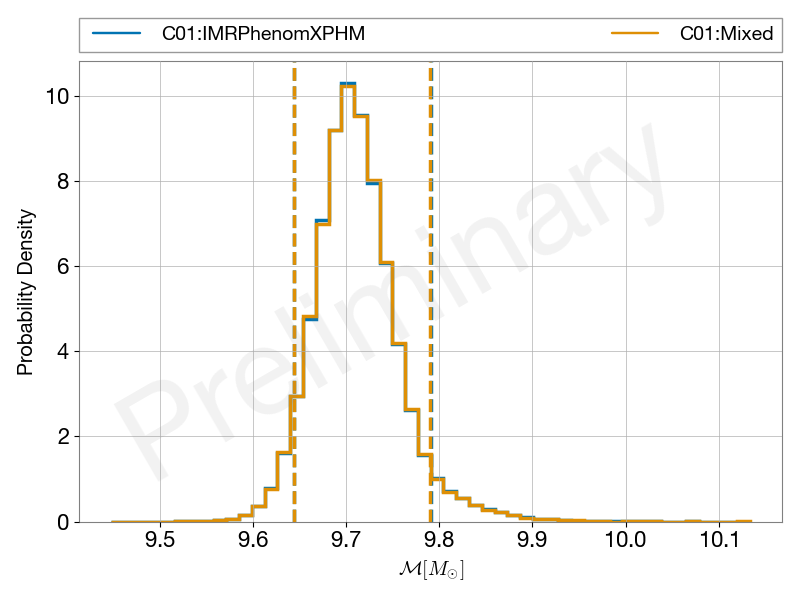 C01:IMRPhenomXPHM C01:Mixed
Probability Density
10
8
6
4
2
0
Preliminary
9.5 9.6 9.7 9.8 9.9 10.0 10.1
ℳ[M⊙]